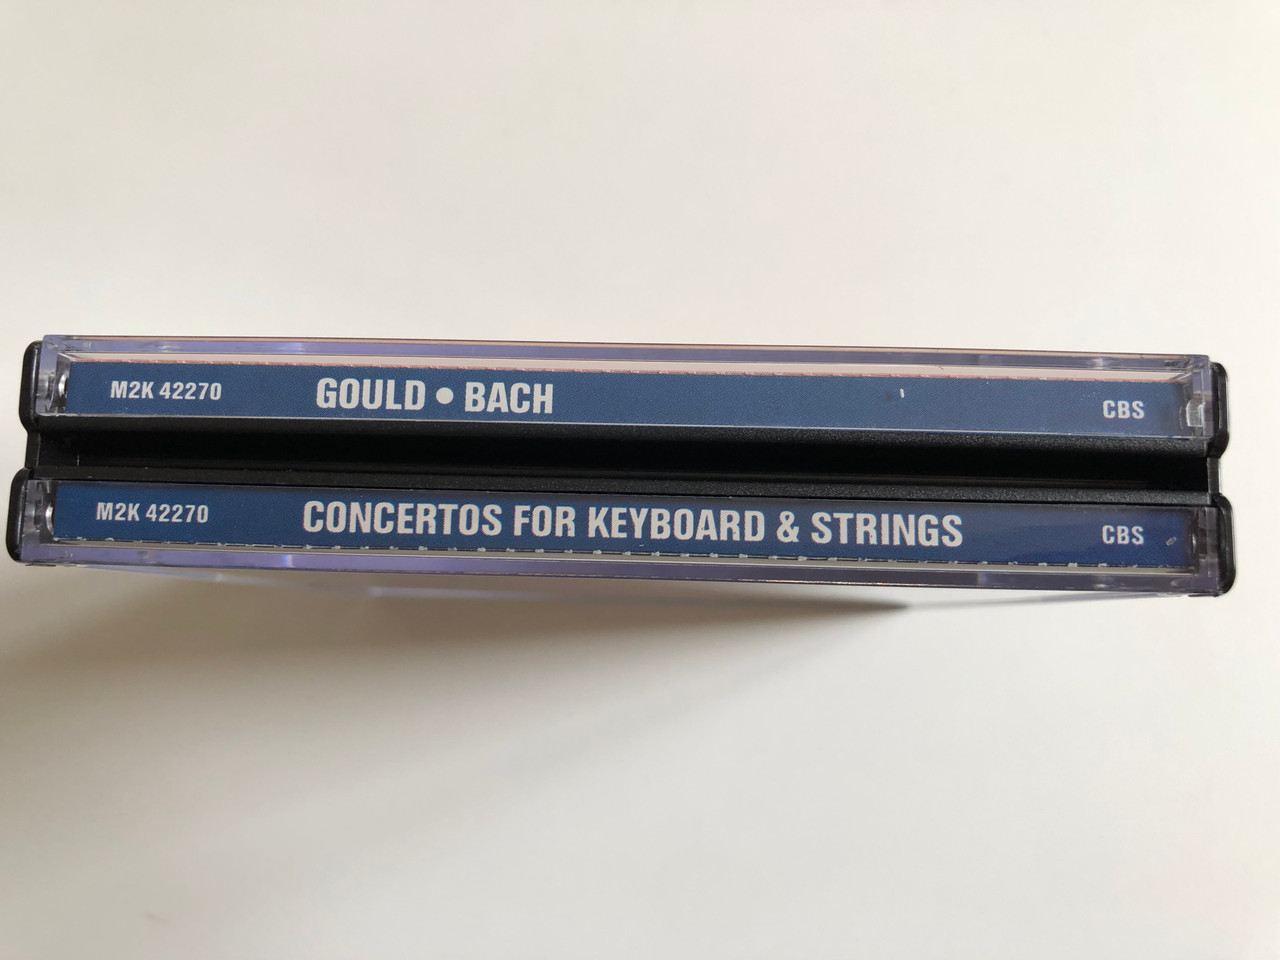 M2K 42270 GOULD • BACH CBS
M2K 42270 CONCERTOS FOR KEYBOARD & STRINGS CBS